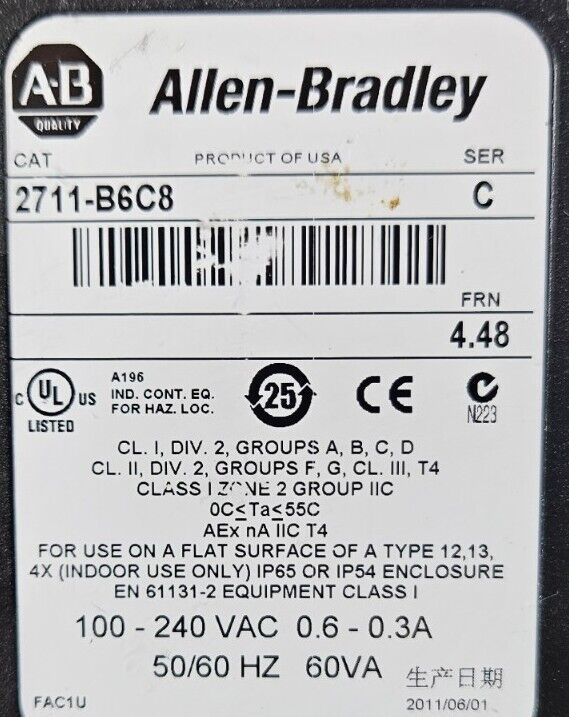 A-B
QUALITY
Allen-Bradley
CAT PRODUCT OF USA SER
2711-B6C8 C
FRN
4.48
C UL US
LISTED
A196
IND. CONT. EQ.
FOR HAZ. LOC.
25
CE
N223
CL. I, DIV. 2, GROUPS A, B, C, D
CL. II, DIV. 2, GROUPS F, G, CL. III, T4
CLASS I ZONE 2 GROUP IIC
0C≤Ta≤55C
AEx nA IIC T4
FOR USE ON A FLAT SURFACE OF A TYPE 12,13,
4X (INDOOR USE ONLY) IP65 OR IP54 ENCLOSURE
EN 61131-2 EQUIPMENT CLASS I
100 - 240 VAC 0.6 - 0.3A
50/60 HZ 60VA
生产日期
FAC1U 2011/06/01